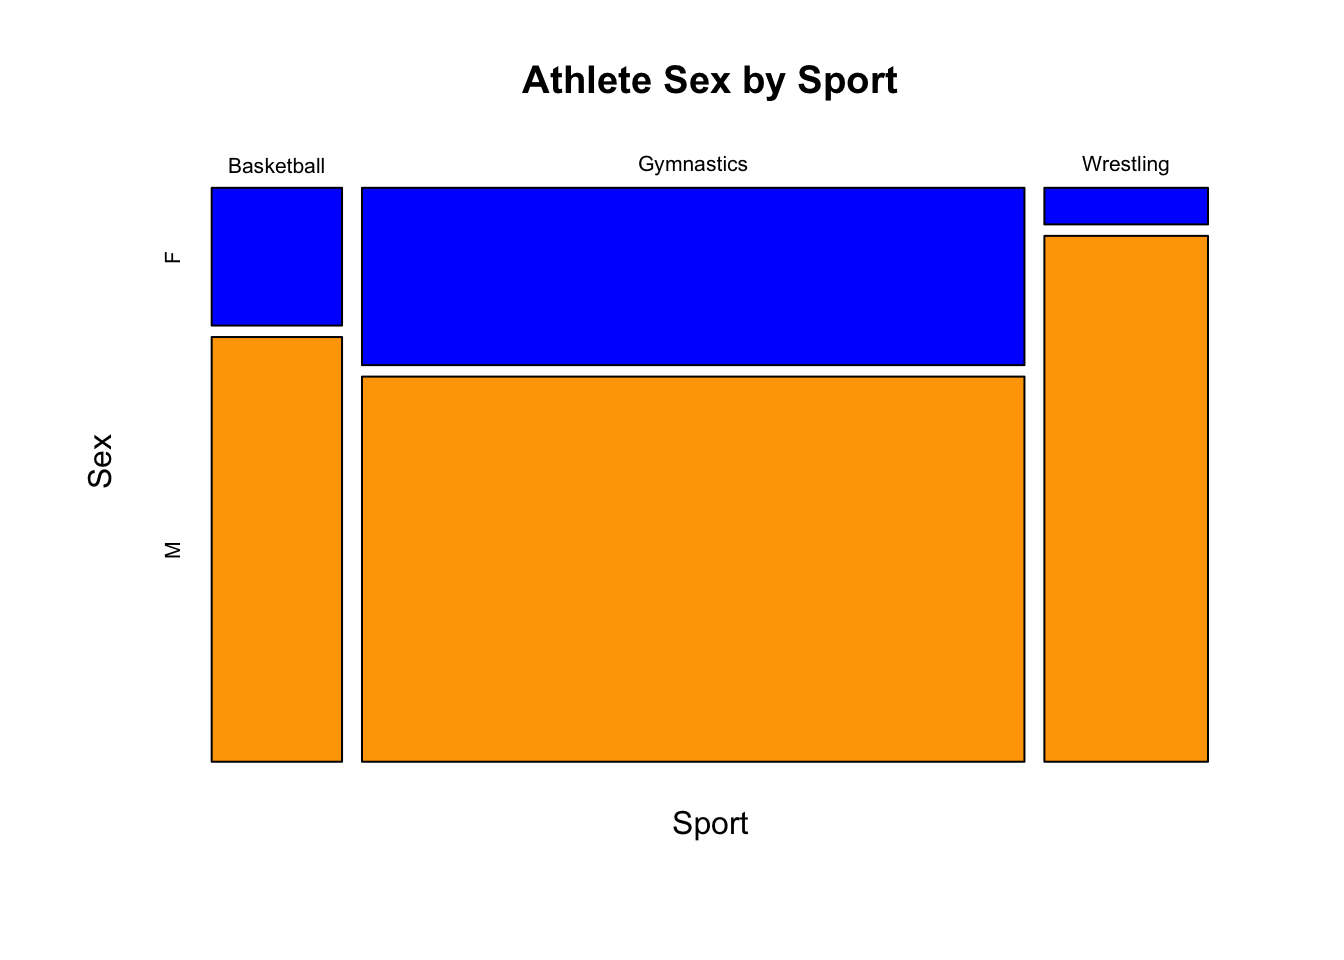 Athlete Sex by Sport
Basketball
Gymnastics
Wrestling
F
M
Sex
Sport